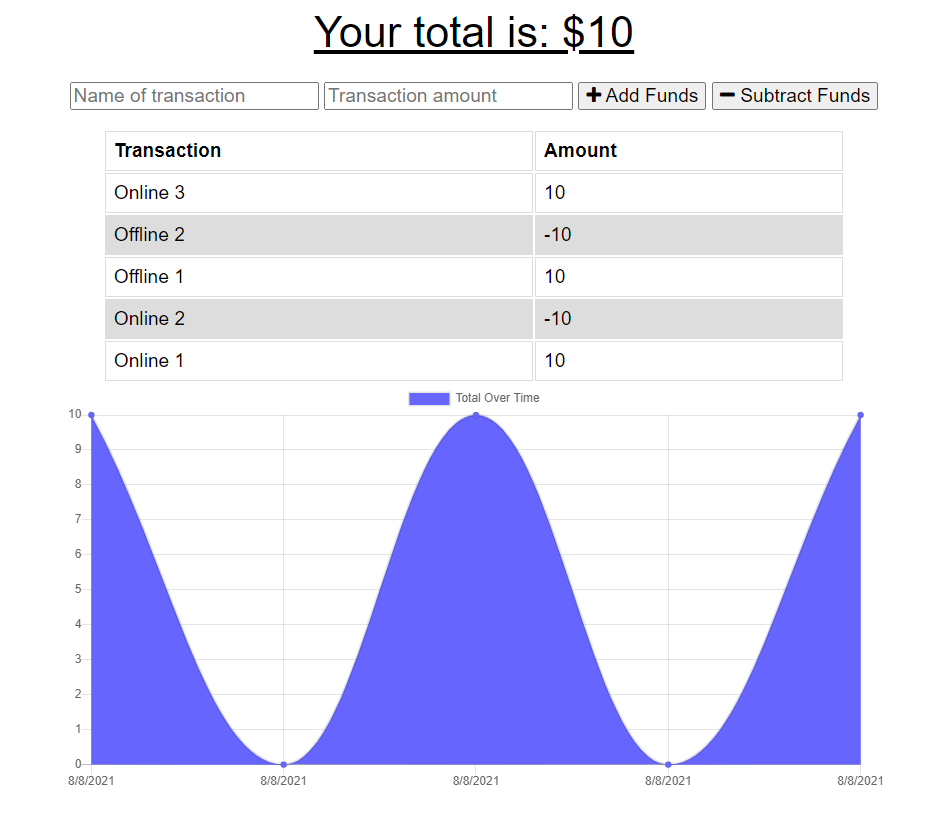 Your total is: $10
Name of transaction Transaction amount Add Funds Subtract Funds
Transaction Amount
Online 3 10
Offline 2 -10
Offline 1 10
Online 2 -10
Online 1 10
Total Over Time
10
9
8
7
6
5
4
3
2
1
0
8/8/2021 8/8/2021 8/8/2021 8/8/2021 8/8/2021